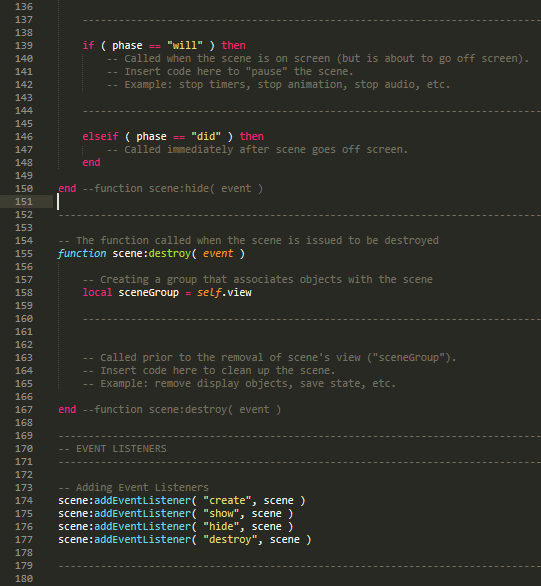 136
137 -----------------------------------------------------------------------------
138
139 if ( phase == "will" ) then
140 -- Called when the scene is on screen (but is about to go off screen).
141 -- Insert code here to "pause" the scene.
142 -- Example: stop timers, stop animation, stop audio, etc.
143
144 -----------------------------------------------------------------------------
145
146 elseif ( phase == "did" ) then
147 -- Called immediately after scene goes off screen.
148 end
149
150 end --function scene:hide( event )
151
152 --------------------------------------------------------------------------------
153
154 -- The function called when the scene is issued to be destroyed
155 function scene:destroy( event )
156
157 -- Creating a group that associates objects with the scene
158 local sceneGroup = self.view
159
160 -----------------------------------------------------------------------------
161
162
163 -- Called prior to the removal of scene's view ("sceneGroup").
164 -- Insert code here to clean up the scene.
165 -- Example: remove display objects, save state, etc.
166
167 end --function scene:destroy( event )
168
169 --------------------------------------------------------------------------------
170 -- EVENT LISTENERS
171 --------------------------------------------------------------------------------
172
173 -- Adding Event Listeners
174 scene:addEventListener( "create", scene )
175 scene:addEventListener( "show", scene )
176 scene:addEventListener( "hide", scene )
177 scene:addEventListener( "destroy", scene )
178
179 --------------------------------------------------------------------------------
180